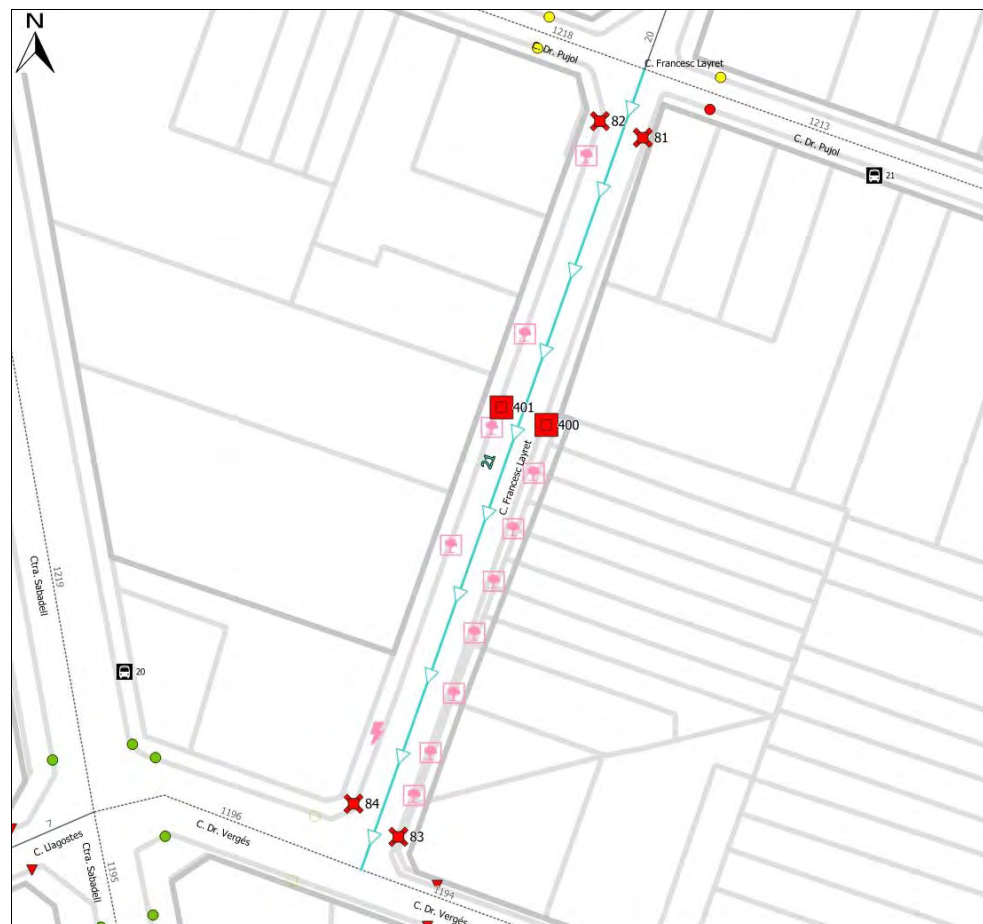 N
1218
20
C. Dr. Pujol
C. Francesc Layret
82
81
1213
C. Dr. Pujol
21
401
400
21
C. Francesc Layret
Ctra. Sabadell
1219
20
84
1196
7
C. Dr. Vergés
83
C. Llagostes
Ctra. Sabadell
1195
1194
C. Dr. Vergés